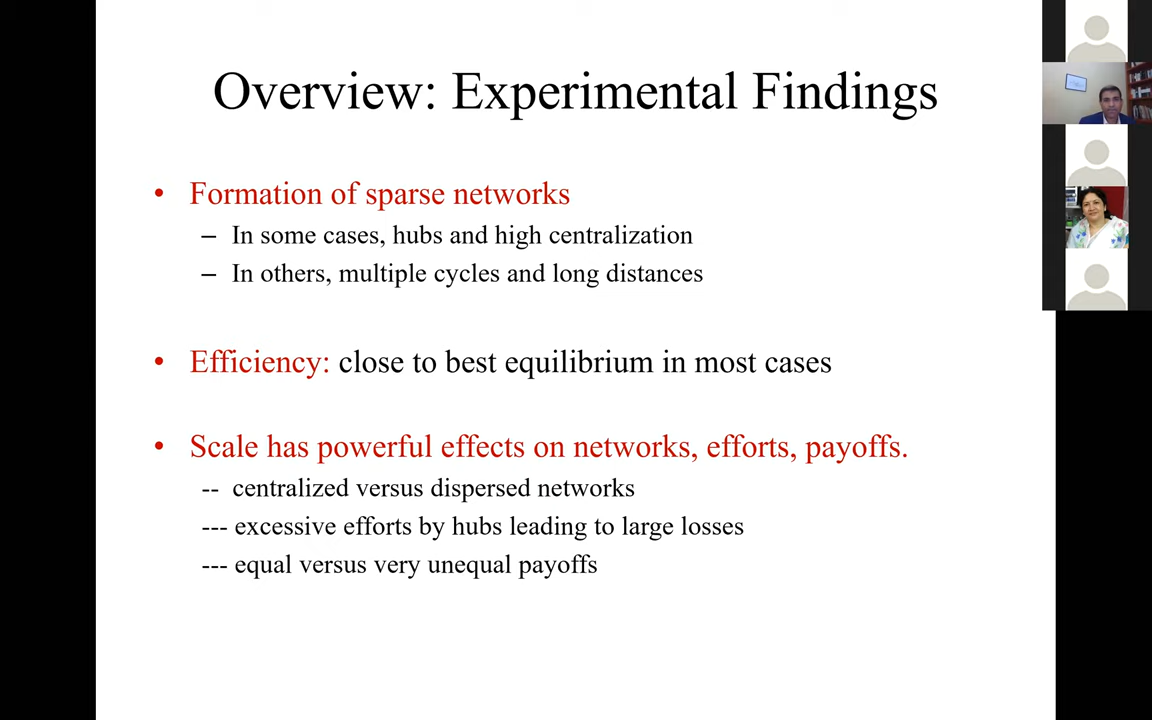 Overview: Experimental Findings
• Formation of sparse networks
– In some cases, hubs and high centralization
– In others, multiple cycles and long distances
• Efficiency: close to best equilibrium in most cases
• Scale has powerful effects on networks, efforts, payoffs.
-- centralized versus dispersed networks
--- excessive efforts by hubs leading to large losses
--- equal versus very unequal payoffs